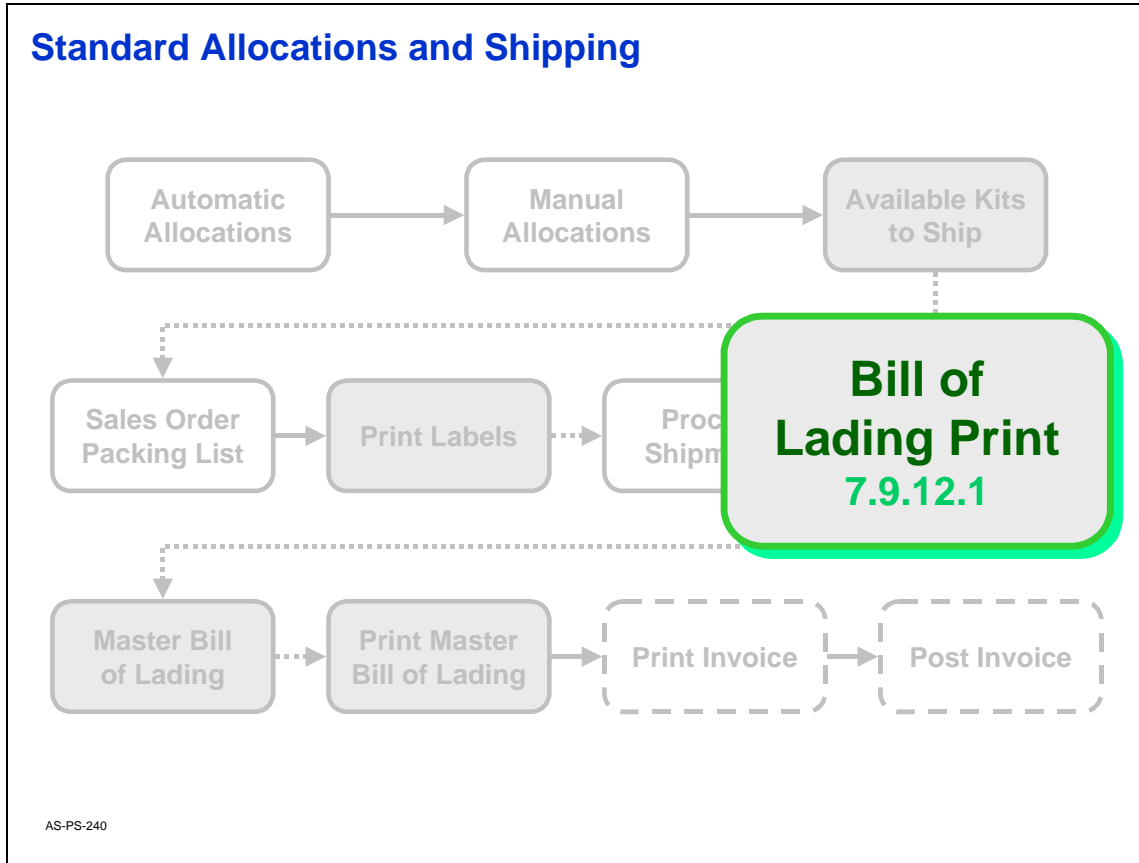 Standard Allocations and Shipping
Automatic
Allocations
Manual
Allocations
Available Kits
to Ship
Sales Order
Packing List
Print Labels
Bill of
Lading Print
7.9.12.1
Master Bill
of Lading
Print Master
Bill of Lading
Print Invoice
Post Invoice
AS-PS-240